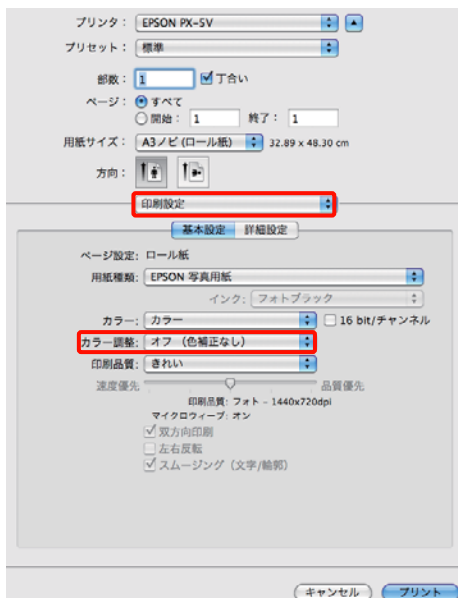 プリンタ： EPSON PX-5V
プリセット： 標準
部数： 1 丁合い
ページ： すべて
開始： 1 終了： 1
用紙サイズ： A3ノビ (ロール紙) 32.89 x 48.30 cm
方向：
印刷設定
基本設定 詳細設定
ページ設定: ロール紙
用紙種類: EPSON 写真用紙
インク: フォトブラック
カラー: カラー 16 bit/チャンネル
カラー調整: オフ (色補正なし)
印刷品質: きれい
速度優先 品質優先
印刷品質: フォト - 1440x720dpi
マイクロウィーブ: オン
双方向印刷
左右反転
スムージング (文字/輪郭)
キャンセル プリント